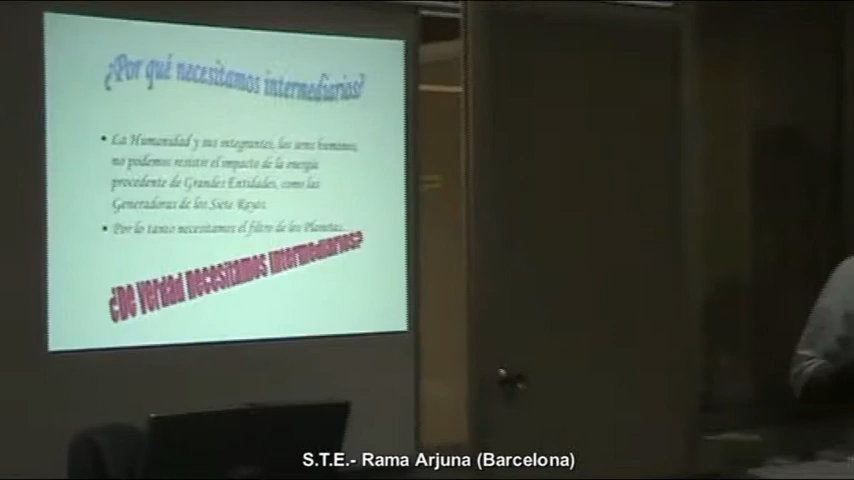 ¿Por qué necesitamos intermediarios?
• La Humanidad y sus integrantes, los seres humanos,
no podemos resistir el impacto de la energía
procedente de Grandes Entidades, como las
Generadoras de los Siete Rayos.
• Por lo tanto necesitamos el filtro de los Planetas...
¿De verdad necesitamos intermediarios?
S.T.E.- Rama Arjuna (Barcelona)